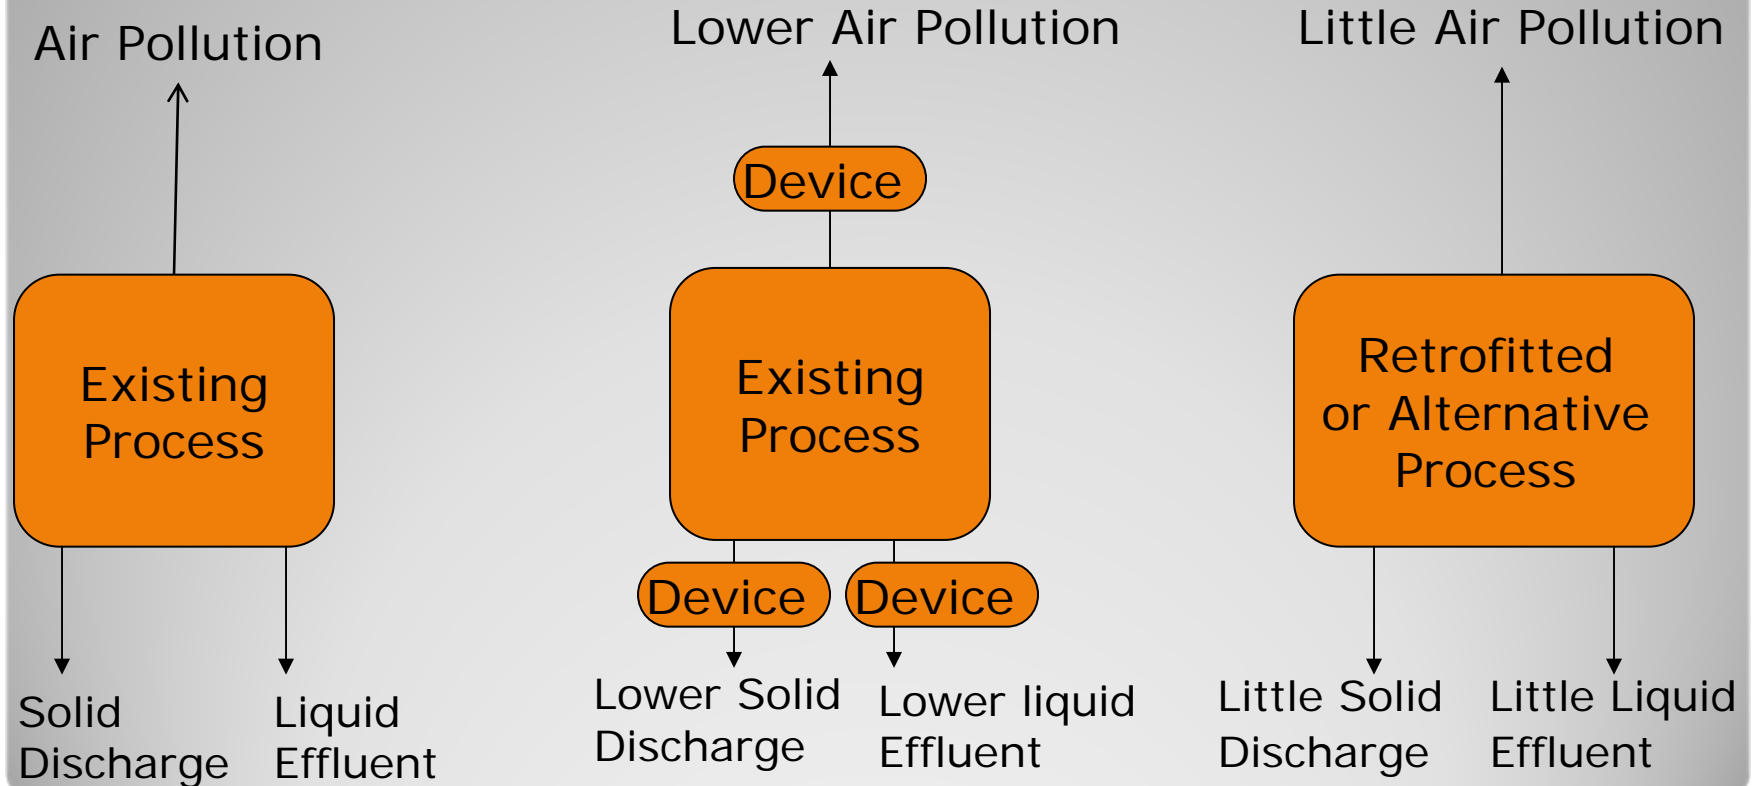 Air Pollution
Existing
Process
Solid
Discharge
Liquid
Effluent
Lower Air Pollution
Device
Existing
Process
Device
Device
Lower Solid
Discharge
Lower liquid
Effluent
Little Air Pollution
Retrofitted
or Alternative
Process
Little Solid
Discharge
Little Liquid
Effluent